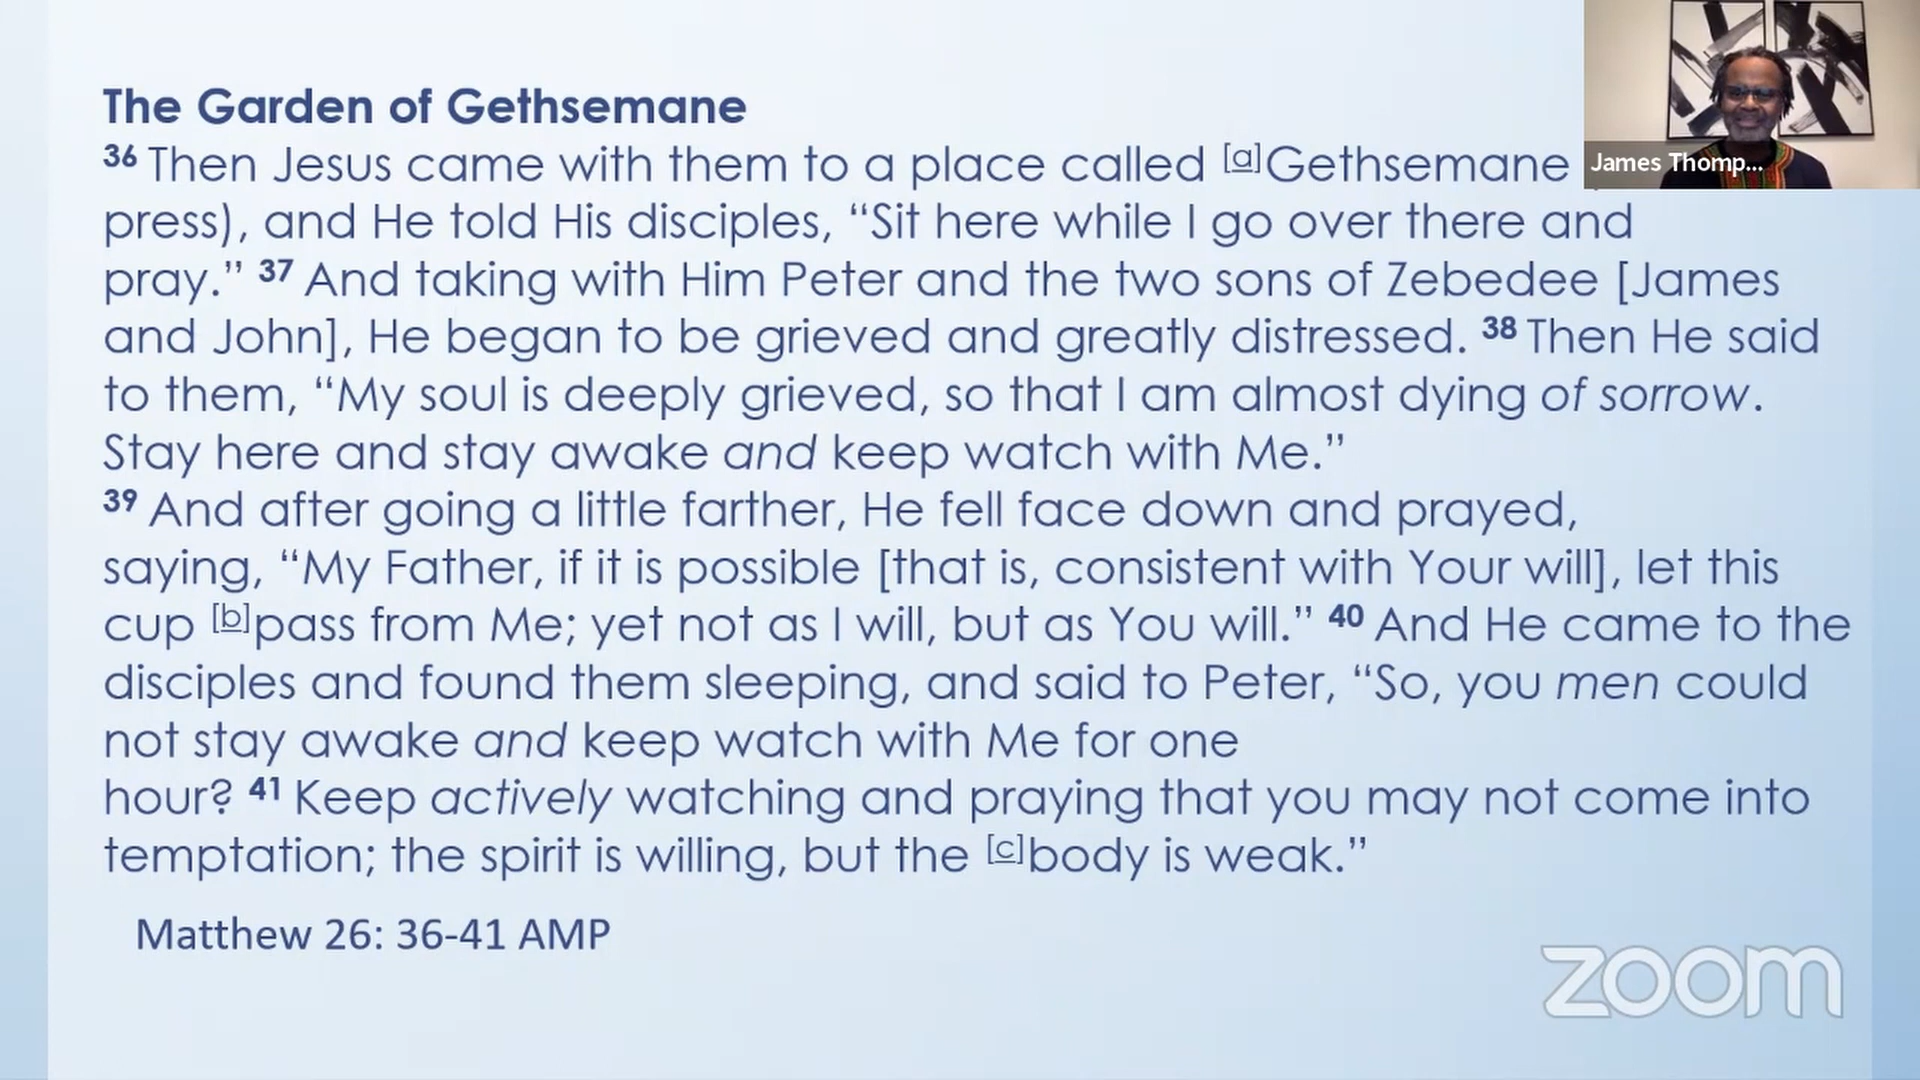 The Garden of Gethsemane
36 Then Jesus came with them to a place called [a]Gethsemane
press), and He told His disciples, “Sit here while I go over there and
pray.” 37 And taking with Him Peter and the two sons of Zebedee [James
and John], He began to be grieved and greatly distressed. 38 Then He said
to them, “My soul is deeply grieved, so that I am almost dying of sorrow.
Stay here and stay awake and keep watch with Me.”
39 And after going a little farther, He fell face down and prayed,
saying, “My Father, if it is possible [that is, consistent with Your will], let this
cup [b]pass from Me; yet not as I will, but as You will.” 40 And He came to the
disciples and found them sleeping, and said to Peter, “So, you men could
not stay awake and keep watch with Me for one
hour? 41 Keep actively watching and praying that you may not come into
temptation; the spirit is willing, but the [c]body is weak.”
Matthew 26: 36-41 AMP
James Thomp...
zoom